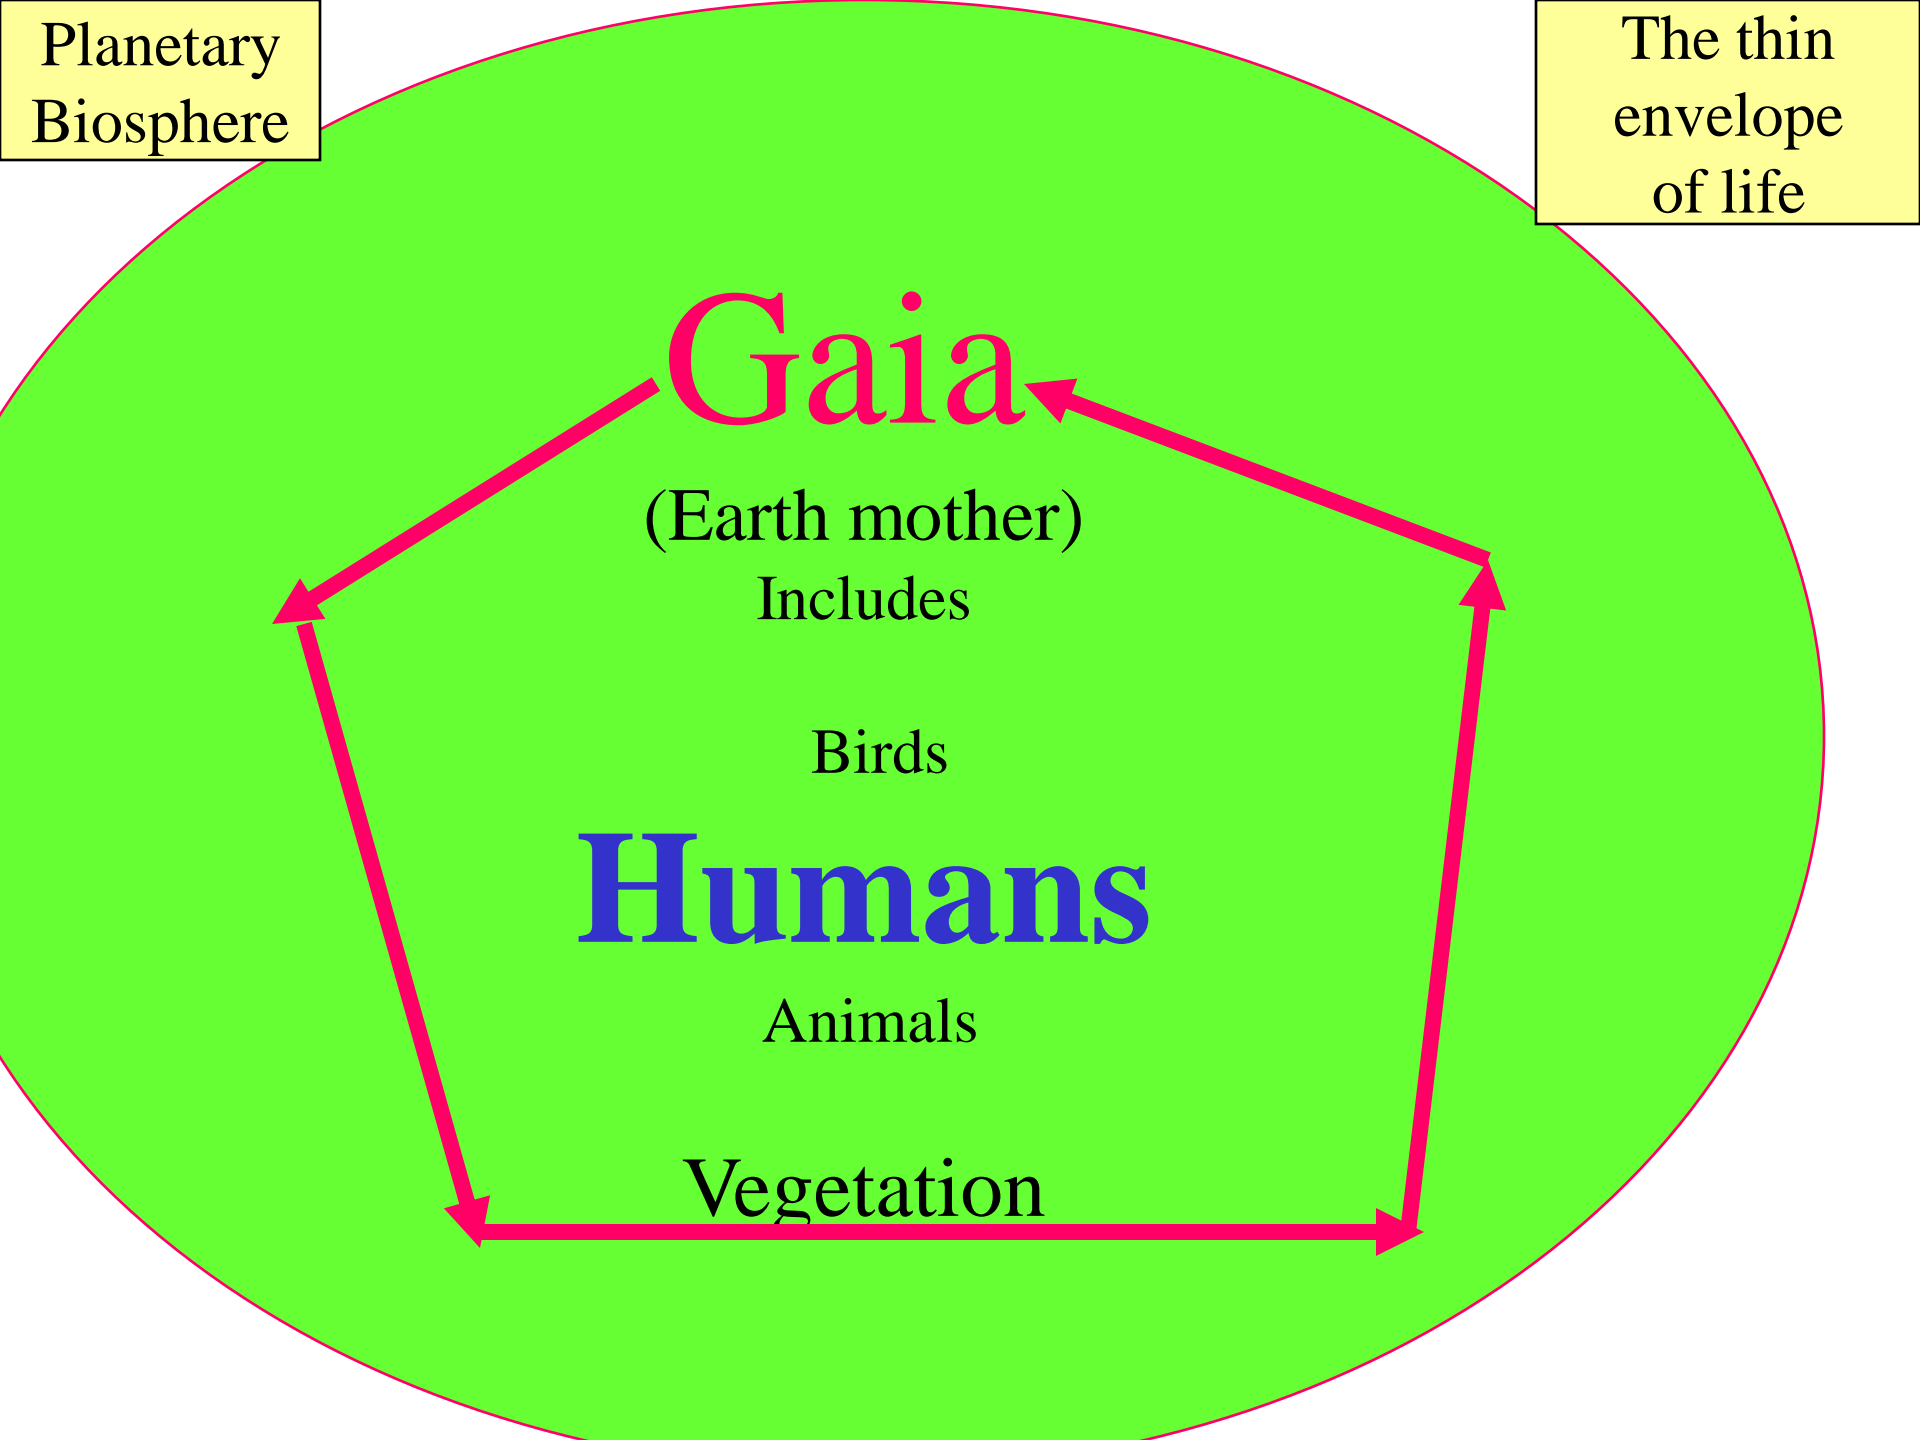 Planetary
Biosphere
The thin
envelope
of life
Gaia
(Earth mother)
Includes
Birds
Humans
Animals
Vegetation